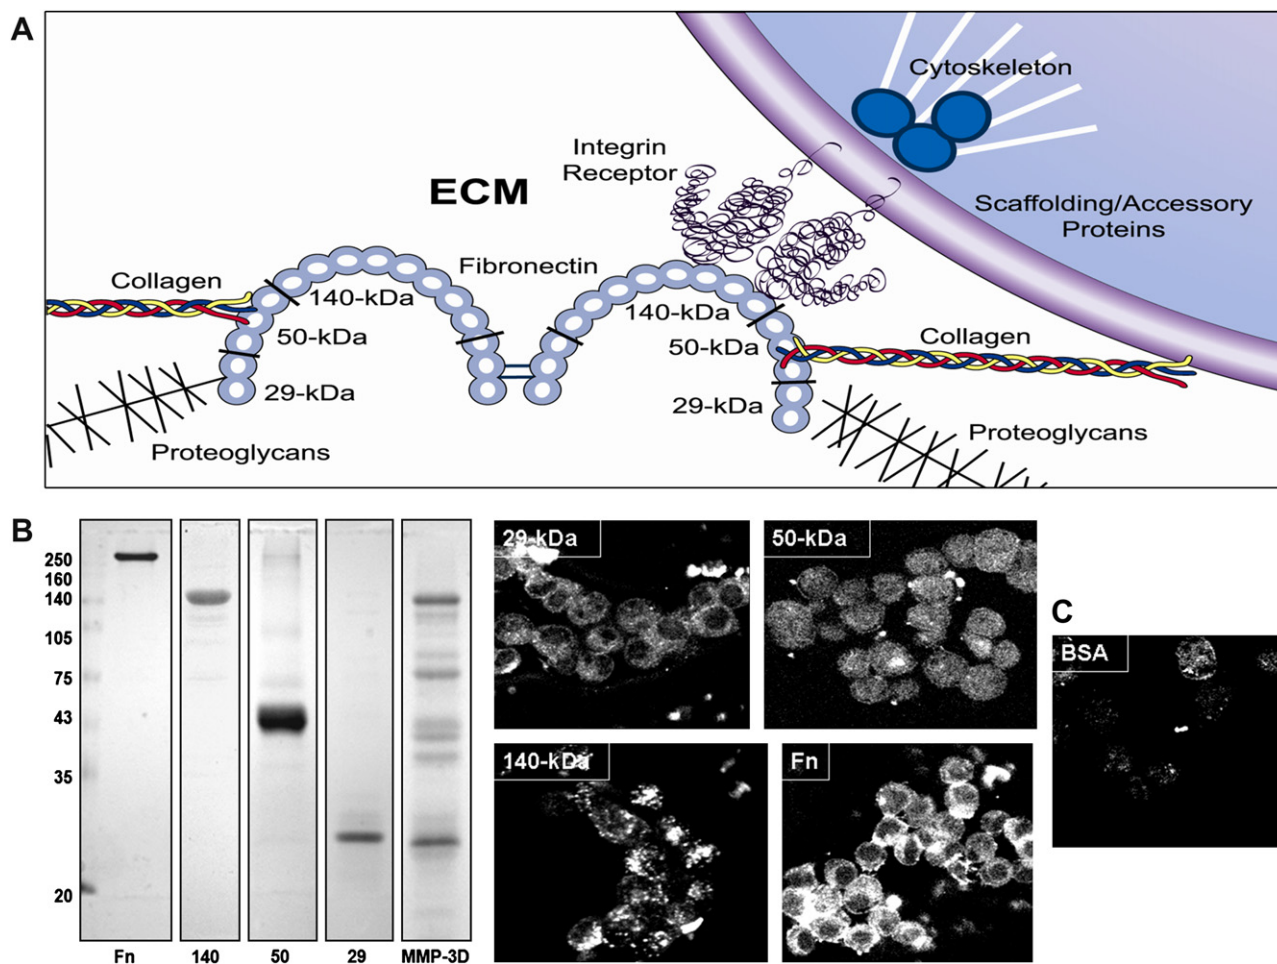 A
Cytoskeleton
Integrin
Receptor
ECM
Scaffolding/Accessory
Proteins
Collagen
Fibronectin
140-kDa
140-kDa
50-kDa
50-kDa
Collagen
29-kDa
29-kDa
Proteoglycans
Proteoglycans
B
250
160
140
105
75
43
35
20
Fn
140
50
29
MMP-3D
29-kDa
50-kDa
140-kDa
Fn
C
BSA